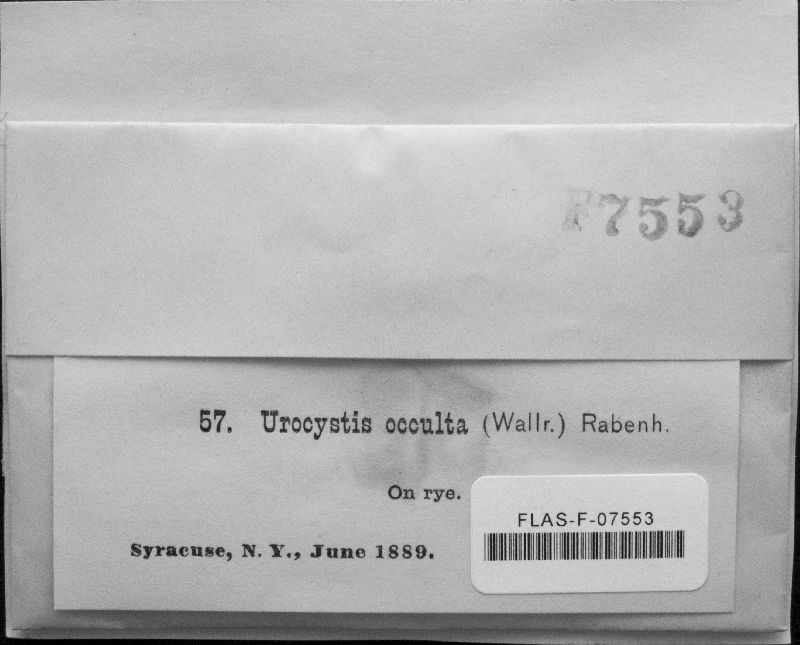 F7553
57. Urocystis occulta (Wallr.) Rabenh.
On rye.
FLAS-F-07553
Syracuse, N. Y., June 1889.